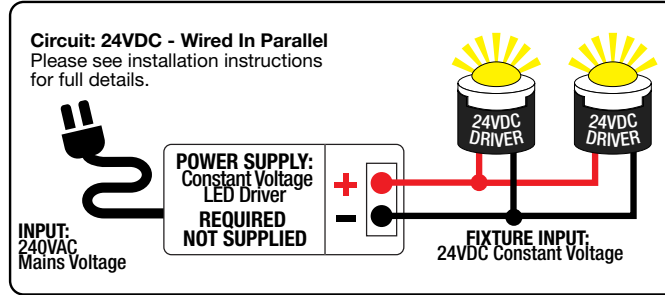 Circuit: 24VDC - Wired In Parallel
Please see installation instructions
for full details.
24VDC
DRIVER
24VDC
DRIVER
POWER SUPPLY:
Constant Voltage
LED Driver
REQUIRED
NOT SUPPLIED
+
–
INPUT:
240VAC
Mains Voltage
FIXTURE INPUT:
24VDC Constant Voltage